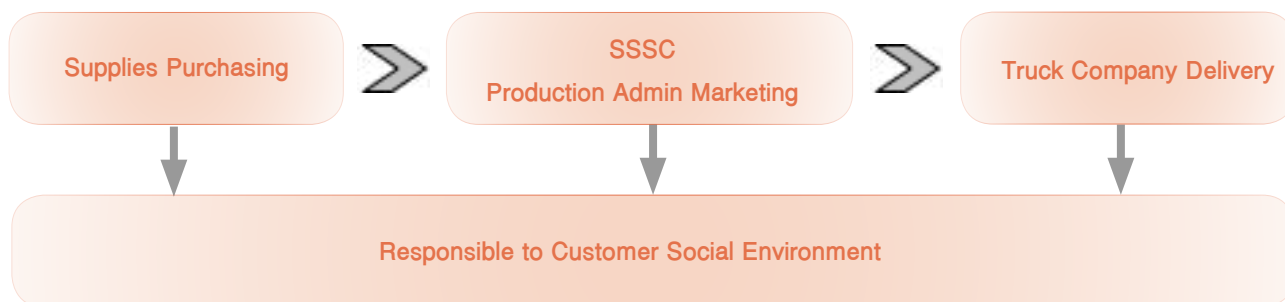 Supplies Purchasing
SSSC
Production Admin Marketing
Truck Company Delivery
Responsible to Customer Social Environment